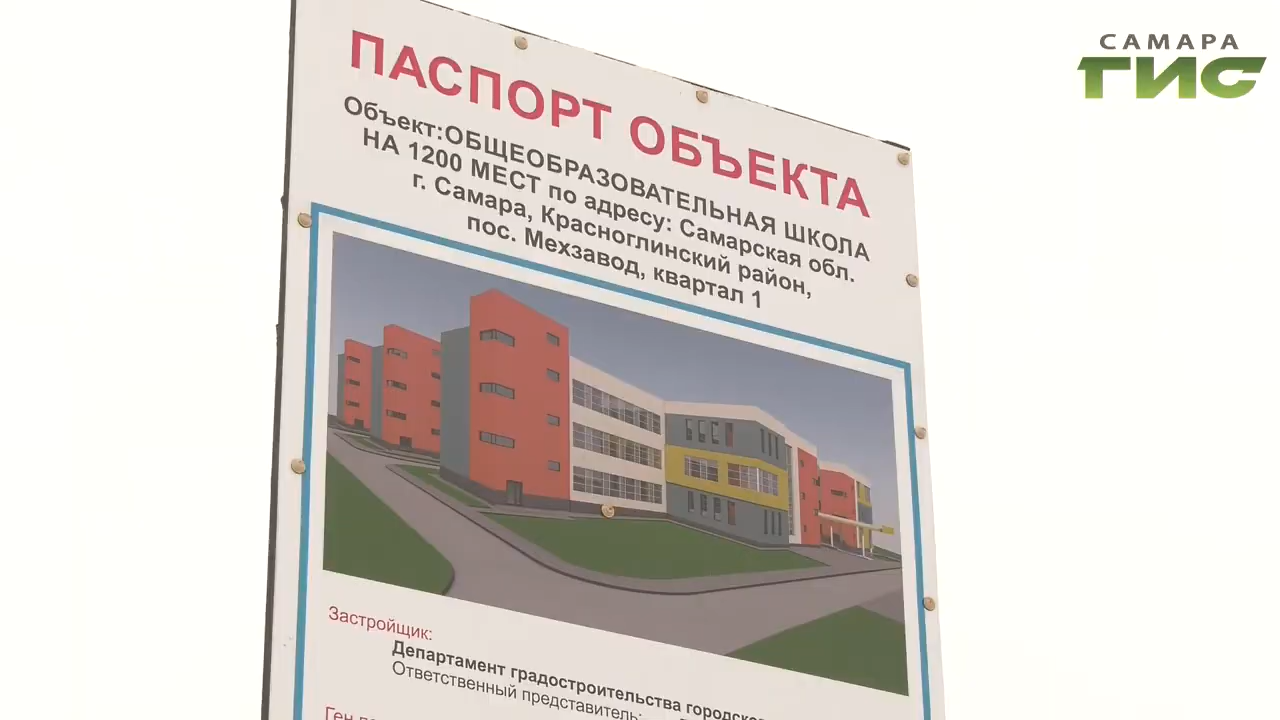 САМАРА
ГИС
ПАСПОРТ ОБЪЕКТА
Объект:ОБЩЕОБРАЗОВАТЕЛЬНАЯ ШКОЛА
НА 1200 МЕСТ по адресу: Самарская обл.
г. Самара, Красноглинский район,
пос. Мехзавод, квартал 1
Застройщик:
Департамент градостроительства
Ответственный представитель: